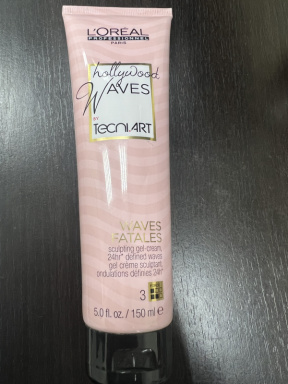 L'ORÉAL
PROFESSIONNEL
PARIS
hollywood
WAVES
BY
TECNI.ART
WAVES
FATALES
sculpting gel-cream,
24hr* defined waves
gel crème sculptant,
ondulations définies 24h*
3
5.0 fl. oz. / 150 ml e